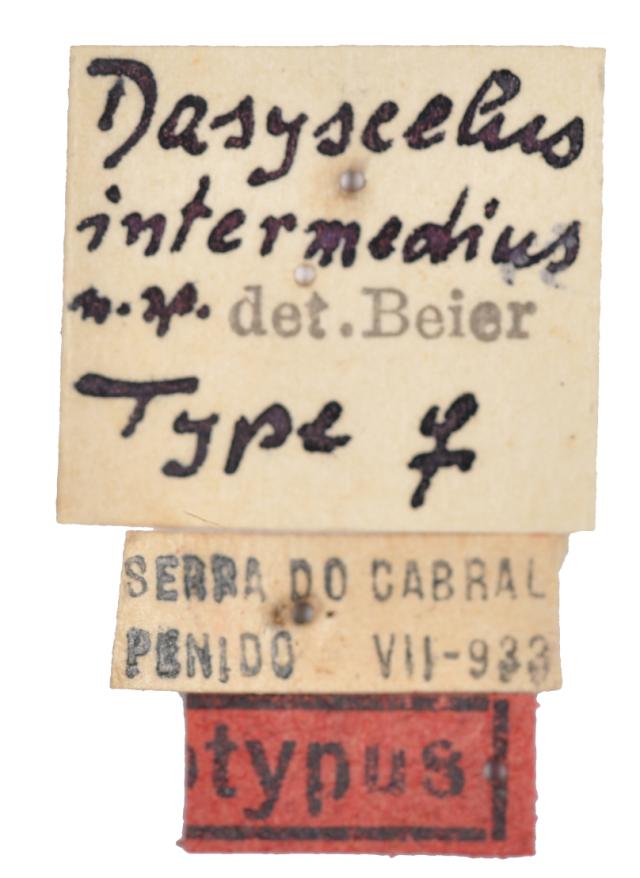 Dasyscelus
intermedius
n. sp. det. Beier
Type ♀
SERRA DO CABRAL
PENIDO VII-933
otypus